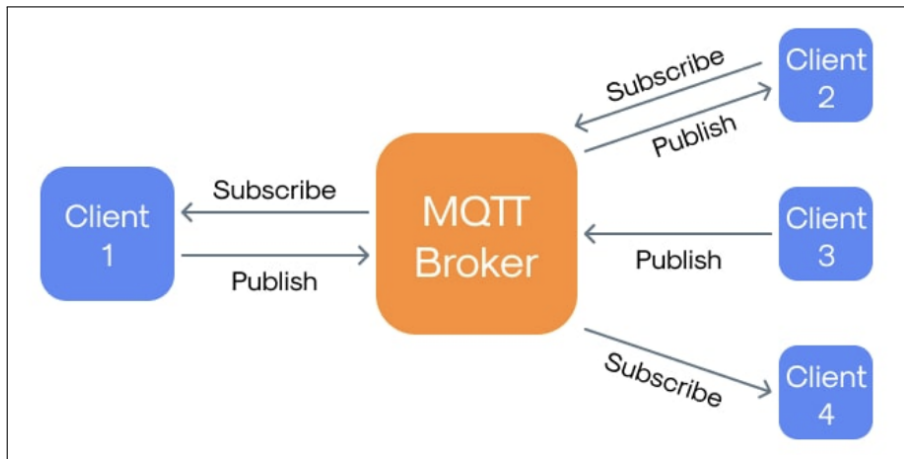 Client
1
Subscribe
Publish
MQTT
Broker
Subscribe
Publish
Client
2
Publish
Client
3
Subscribe
Client
4